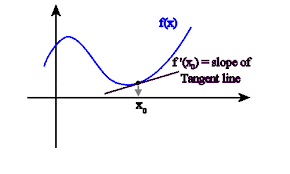 f(x)
f '(x₀) = slope of
Tangent line
x₀